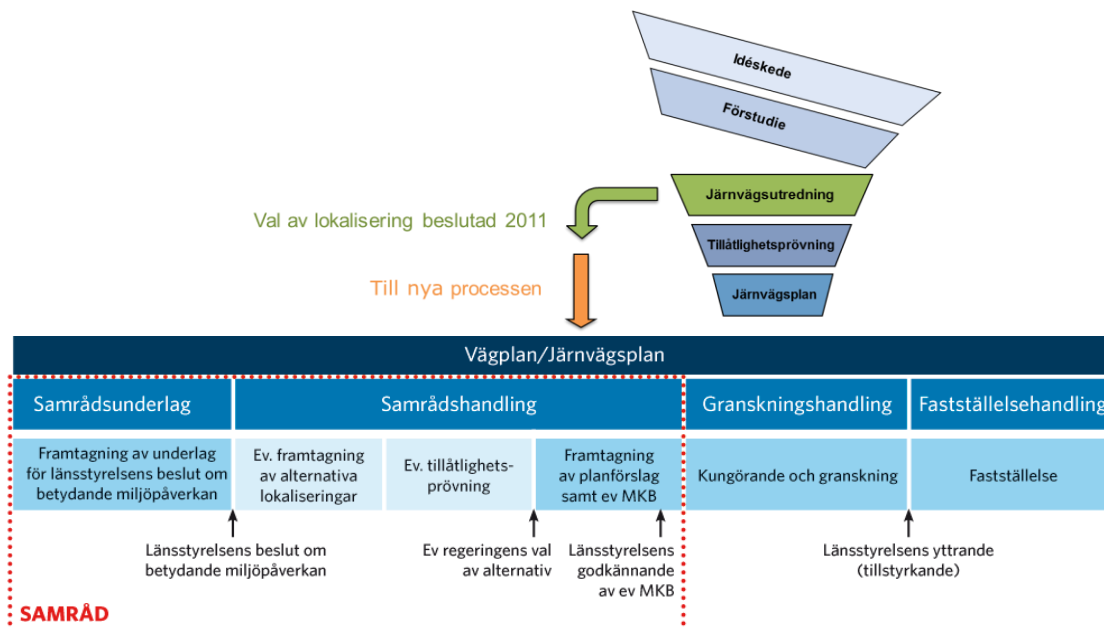 Idéskede
Förstudie
Järnvägsutredning
Val av lokalisering beslutad 2011
Tillåtlighetsprövning
Till nya processen
Järnvägsplan
Vägplan/Järnvägsplan
Samrådsunderlag
Samrådshandling
Granskningshandling
Fastställelsehandling
Framtagning av underlag
för länsstyrelsens beslut om
betydande miljöpåverkan
Ev. framtagning
av alternativa
lokaliseringar
Ev. tillåtlighets-
prövning
Framtagning
av planförslag
samt ev MKB
Kungörande och granskning
Fastställelse
Länsstyrelsens beslut om
betydande miljöpåverkan
Ev regeringens val
av alternativ
Länsstyrelsens
godkännande
av ev MKB
Länsstyrelsens yttrande
(tillstyrkande)
SAMRÅD